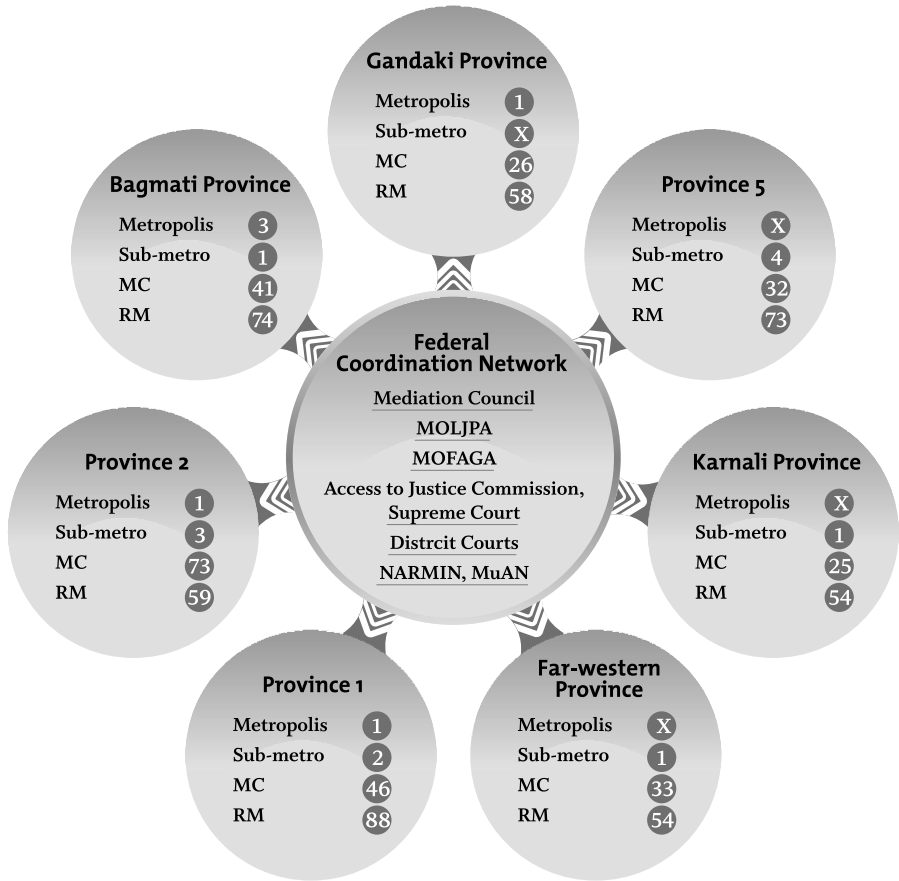 Gandaki Province
Metropolis 1
Sub-metro X
MC 26
RM 58
Bagmati Province
Metropolis 3
Sub-metro 1
MC 41
RM 74
Province 5
Metropolis X
Sub-metro 4
MC 32
RM 73
Federal
Coordination Network
Mediation Council
MOLJPA
MOFAGA
Access to Justice Commission,
Supreme Court
Distrcit Courts
NARMIN, MuAN
Province 2
Metropolis 1
Sub-metro 3
MC 73
RM 59
Karnali Province
Metropolis X
Sub-metro 1
MC 25
RM 54
Province 1
Metropolis 1
Sub-metro 2
MC 46
RM 88
Far-western
Province
Metropolis X
Sub-metro 1
MC 33
RM 54